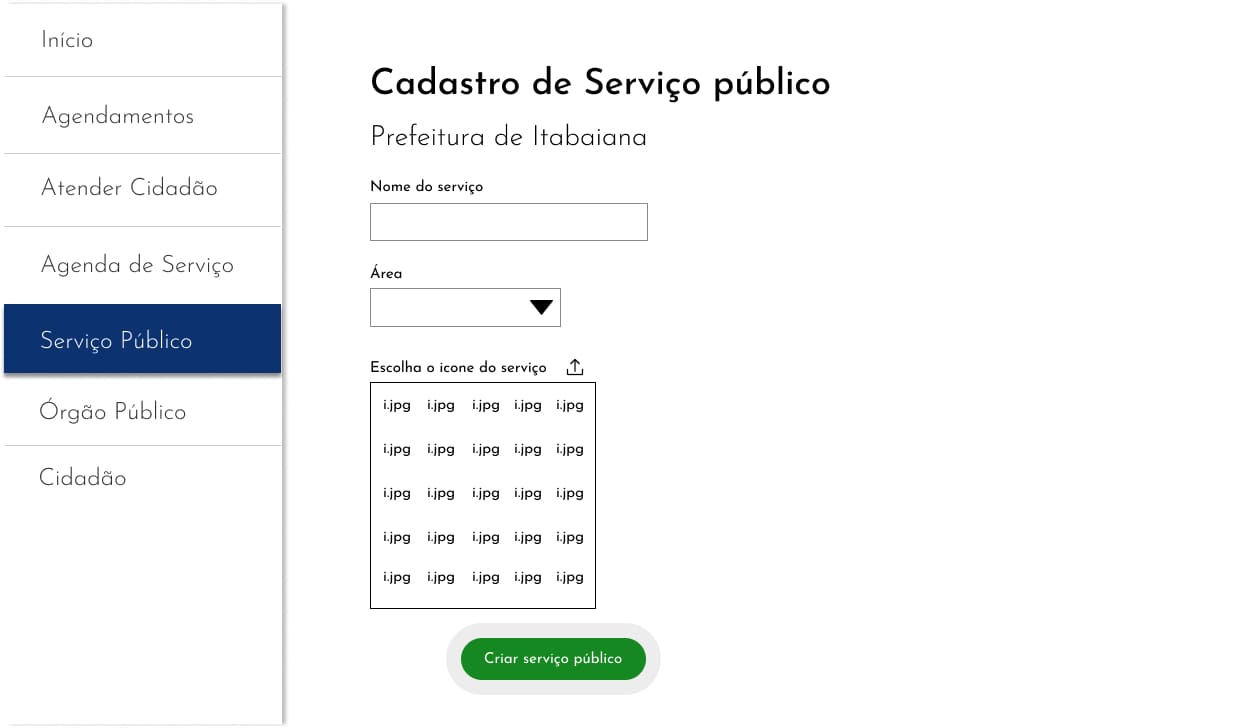 Início
Agendamentos
Atender Cidadão
Agenda de Serviço
Serviço Público
Órgão Público
Cidadão
Cadastro de Serviço público
Prefeitura de Itabaiana
Nome do serviço
Área
Escolha o icone do serviço
i.jpg i.jpg i.jpg i.jpg i.jpg
i.jpg i.jpg i.jpg i.jpg i.jpg
i.jpg i.jpg i.jpg i.jpg i.jpg
i.jpg i.jpg i.jpg i.jpg i.jpg
i.jpg i.jpg i.jpg i.jpg i.jpg
Criar serviço público